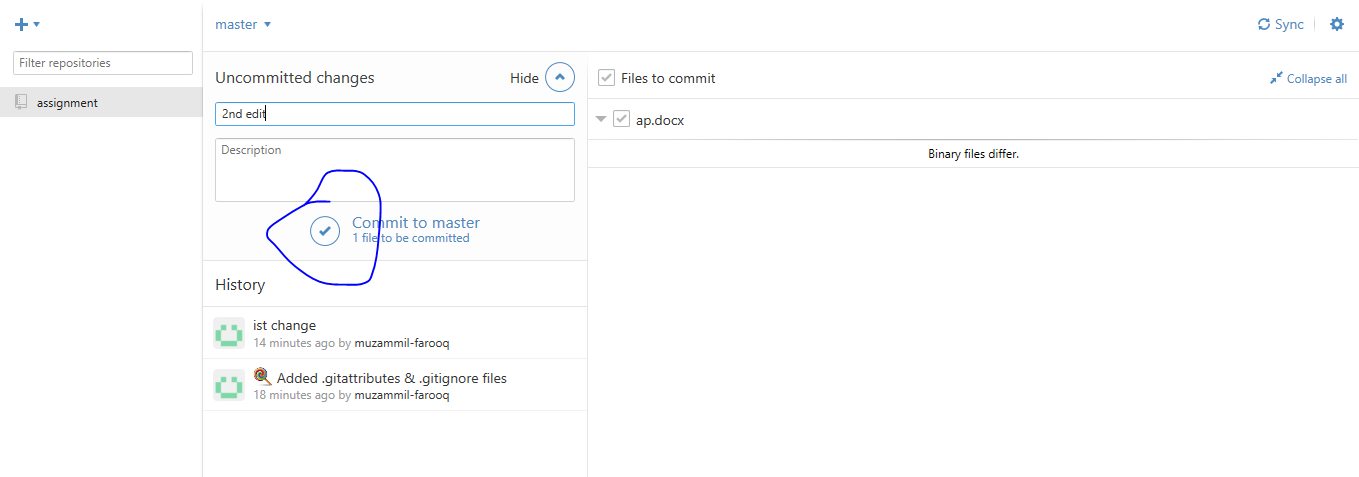 master
Sync
Filter repositories
assignment
Uncommitted changes
Hide
2nd edit
Description
Commit to master
1 file to be committed
History
ist change
14 minutes ago by muzammil-farooq
Added .gitattributes & .gitignore files
18 minutes ago by muzammil-farooq
Files to commit
Collapse all
ap.docx
Binary files differ.